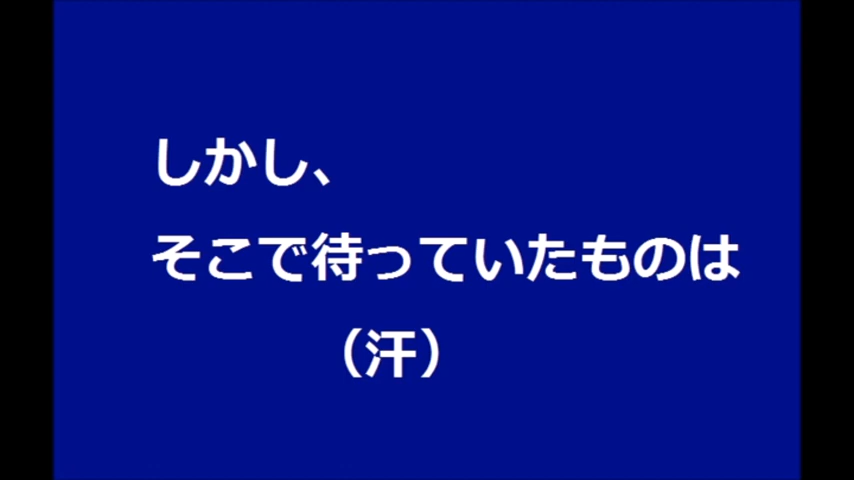 しかし、
そこで待っていたものは
（汗）